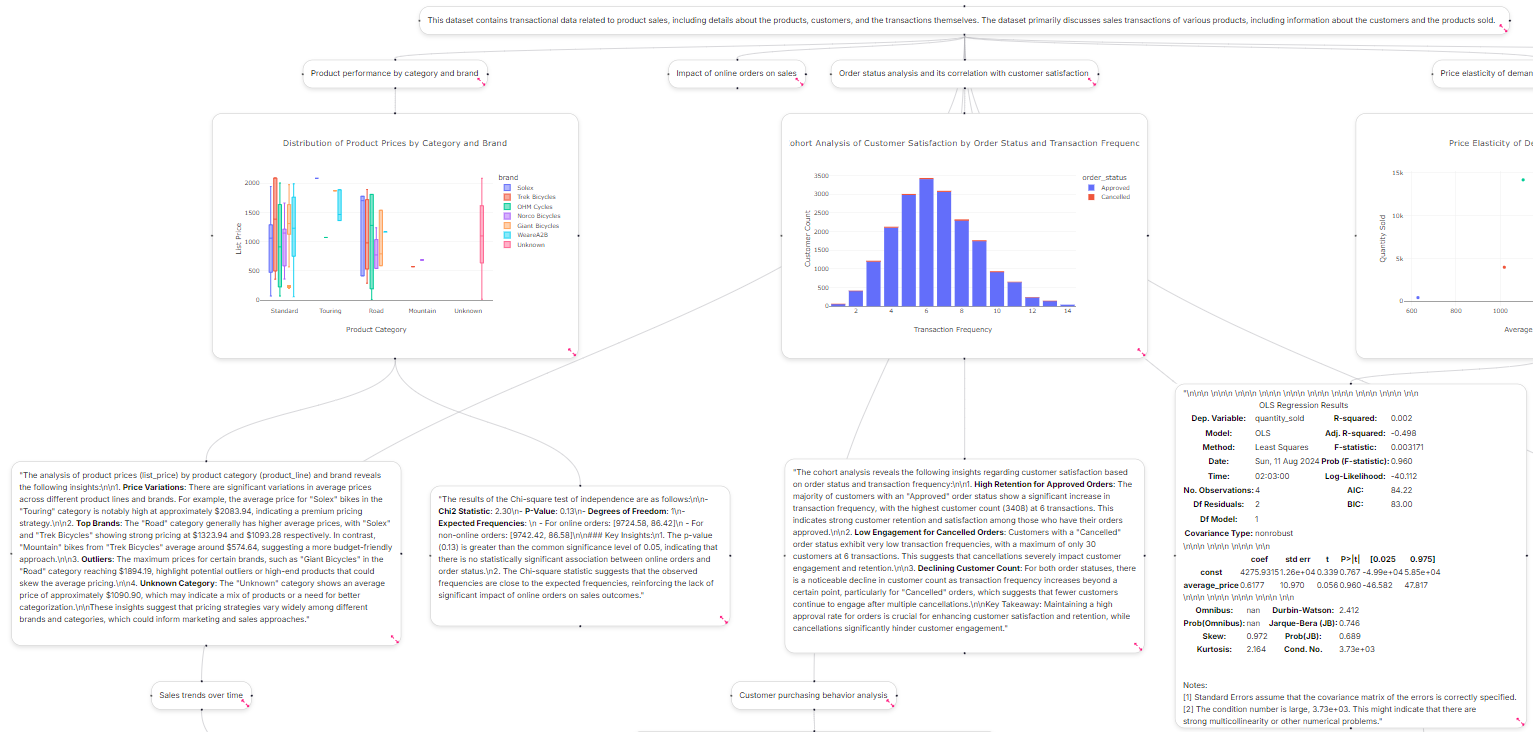 This dataset contains transactional data related to product sales, including details about the products, customers, and the transactions themselves. The dataset primarily discusses sales transactions of various products, including information about the customers and the products sold.
Product performance by category and brand
Impact of online orders on sales
Order status analysis and its correlation with customer satisfaction
Price elasticity of deman
Distribution of Product Prices by Category and Brand
List Price
2000
1500
1000
500
0
Standard Touring Road Mountain Unknown
Product Category
brand
Solex
Trek Bicycles
OHM Cycles
Norco Bicycles
Giant Bicycles
WeareA2B
Unknown
ohort Analysis of Customer Satisfaction by Order Status and Transaction Frequenc
Customer Count
3500
3000
2500
2000
1500
1000
500
0
2 4 6 8 10 12 14
Transaction Frequency
order_status
Approved
Cancelled
Price Elasticity of De
Quantity Sold
15k
10k
5k
0
600 800 1000
Average
"The analysis of product prices (list_price) by product category (product_line) and brand reveals
the following insights:\n\n1. Price Variations: There are significant variations in average prices
across different product lines and brands. For example, the average price for "Solex" bikes in the
"Touring" category is notably high at approximately $2083.94, indicating a premium pricing
strategy.\n\n2. Top Brands: The "Road" category generally has higher average prices, with "Solex"
and "Trek Bicycles" showing strong pricing at $1323.94 and $1093.28 respectively. In contrast,
"Mountain" bikes from "Trek Bicycles" average around $574.64, suggesting a more budget-friendly
approach.\n\n3. Outliers: The maximum prices for certain brands, such as "Giant Bicycles" in the
"Road" category reaching $1894.19, highlight potential outliers or high-end products that could
skew the average pricing.\n\n4. Unknown Category: The "Unknown" category shows an average
price of approximately $1090.90, which may indicate a mix of products or a need for better
categorization.\n\nThese insights suggest that pricing strategies vary widely among different
brands and categories, which could inform marketing and sales approaches."
"The results of the Chi-square test of independence are as follows:\n\n-
Chi2 Statistic: 2.30\n- P-Value: 0.13\n- Degrees of Freedom: 1\n-
Expected Frequencies: \n - For online orders: [9724.58, 86.42]\n - For
non-online orders: [9742.42, 86.58]\n\n### Key Insights:\n1. The p-value
(0.13) is greater than the common significance level of 0.05, indicating that
there is no statistically significant association between online orders and
order status.\n2. The Chi-square statistic suggests that the observed
frequencies are close to the expected frequencies, reinforcing the lack of
significant impact of online orders on sales outcomes."
"The cohort analysis reveals the following insights regarding customer satisfaction based
on order status and transaction frequency:\n\n1. High Retention for Approved Orders: The
majority of customers with an "Approved" order status show a significant increase in
transaction frequency, with the highest customer count (3408) at 6 transactions. This
indicates strong customer retention and satisfaction among those who have their orders
approved.\n\n2. Low Engagement for Cancelled Orders: Customers with a "Cancelled"
order status exhibit very low transaction frequencies, with a maximum of only 30
customers at 6 transactions. This suggests that cancellations severely impact customer
engagement and retention.\n\n3. Declining Customer Count: For both order statuses, there
is a noticeable decline in customer count as transaction frequency increases beyond a
certain point, particularly for "Cancelled" orders, which suggests that fewer customers
continue to engage after multiple cancellations.\n\nKey Takeaway: Maintaining a high
approval rate for orders is crucial for enhancing customer satisfaction and retention, while
cancellations significantly hinder customer engagement."
"\n\n\n \n\n\n \n\n\n \n\n\n \n\n\n \n\n\n \n\n\n \n\n\n \n\n\n \n\n
OLS Regression Results
Dep. Variable: quantity_sold R-squared: 0.002
Model: OLS Adj. R-squared: -0.498
Method: Least Squares F-statistic: 0.003171
Date: Sun, 11 Aug 2024 Prob (F-statistic): 0.960
Time: 02:03:00 Log-Likelihood: -40.112
No. Observations: 4 AIC: 84.22
Df Residuals: 2 BIC: 83.00
Df Model: 1
Covariance Type: nonrobust
\n\n \n\n \n\n \n\n
coef std err t P>|t| [0.025 0.975]
const 4275.9315 1.26e+04 0.339 0.767 -4.99e+04 5.85e+04
average_price 0.6177 10.970 0.056 0.960 -46.582 47.817
\n\n \n\n \n\n \n\n \n\n \n\n \n\n
Omnibus: nan Durbin-Watson: 2.412
Prob(Omnibus): nan Jarque-Bera (JB): 0.746
Skew: 0.972 Prob(JB): 0.689
Kurtosis: 2.164 Cond. No. 3.73e+03
Notes:
[1] Standard Errors assume that the covariance matrix of the errors is correctly specified.
[2] The condition number is large, 3.73e+03. This might indicate that there are
strong multicollinearity or other numerical problems."
Sales trends over time
Customer purchasing behavior analysis